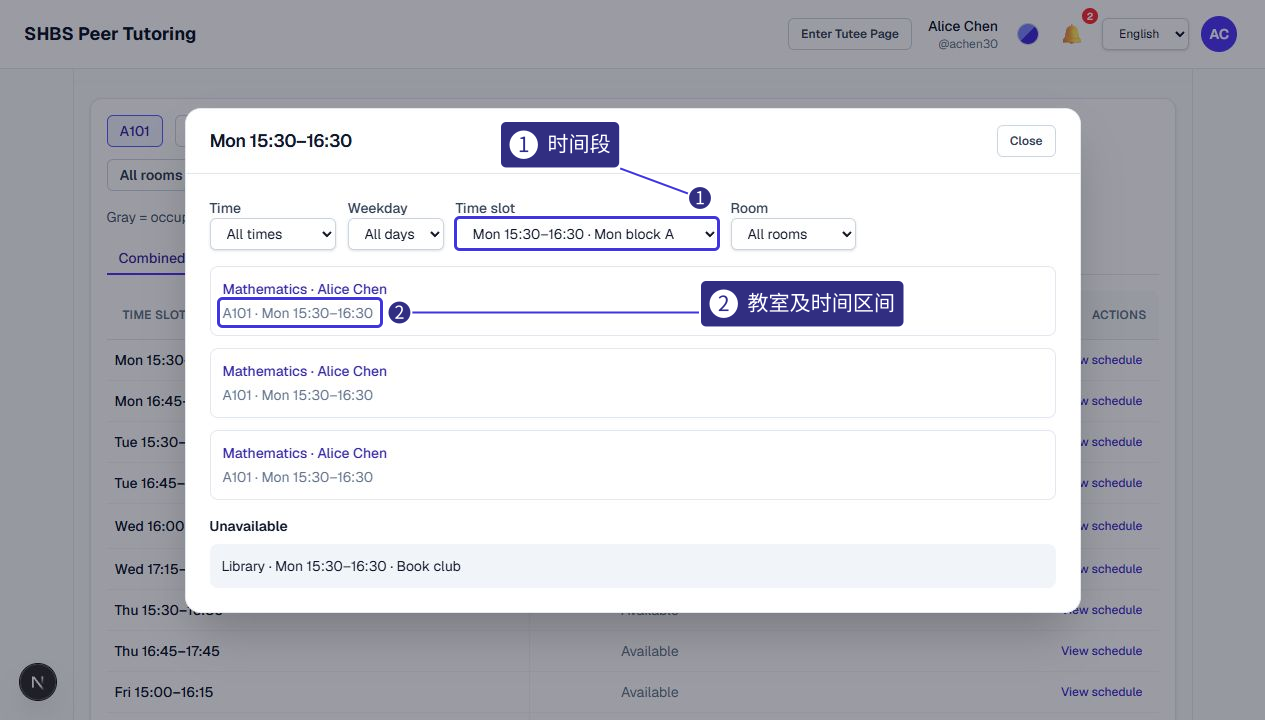 SHBS Peer Tutoring
Enter Tutee Page
Alice Chen
@achen30
2
English
AC
A101
All rooms
Gray = occup
Combined
TIME SLOT
ACTIONS
Mon 15:30–16:30
1 时间段
Close
1
Time
Weekday
Time slot
Room
All times
All days
Mon 15:30–16:30 · Mon block A
All rooms
Mathematics · Alice Chen
A101 · Mon 15:30–16:30
2
2 教室及时间区间
Mathematics · Alice Chen
A101 · Mon 15:30–16:30
Mathematics · Alice Chen
A101 · Mon 15:30–16:30
Unavailable
Library · Mon 15:30–16:30 · Book club
Mon 15:30
w schedule
Mon 16:45–
w schedule
Tue 15:30–
w schedule
Tue 16:45–
w schedule
Wed 16:00
w schedule
Wed 17:15–
w schedule
Thu 15:30–16:30
Available
View schedule
Thu 16:45–17:45
Available
View schedule
Fri 15:00–16:15
Available
View schedule
N